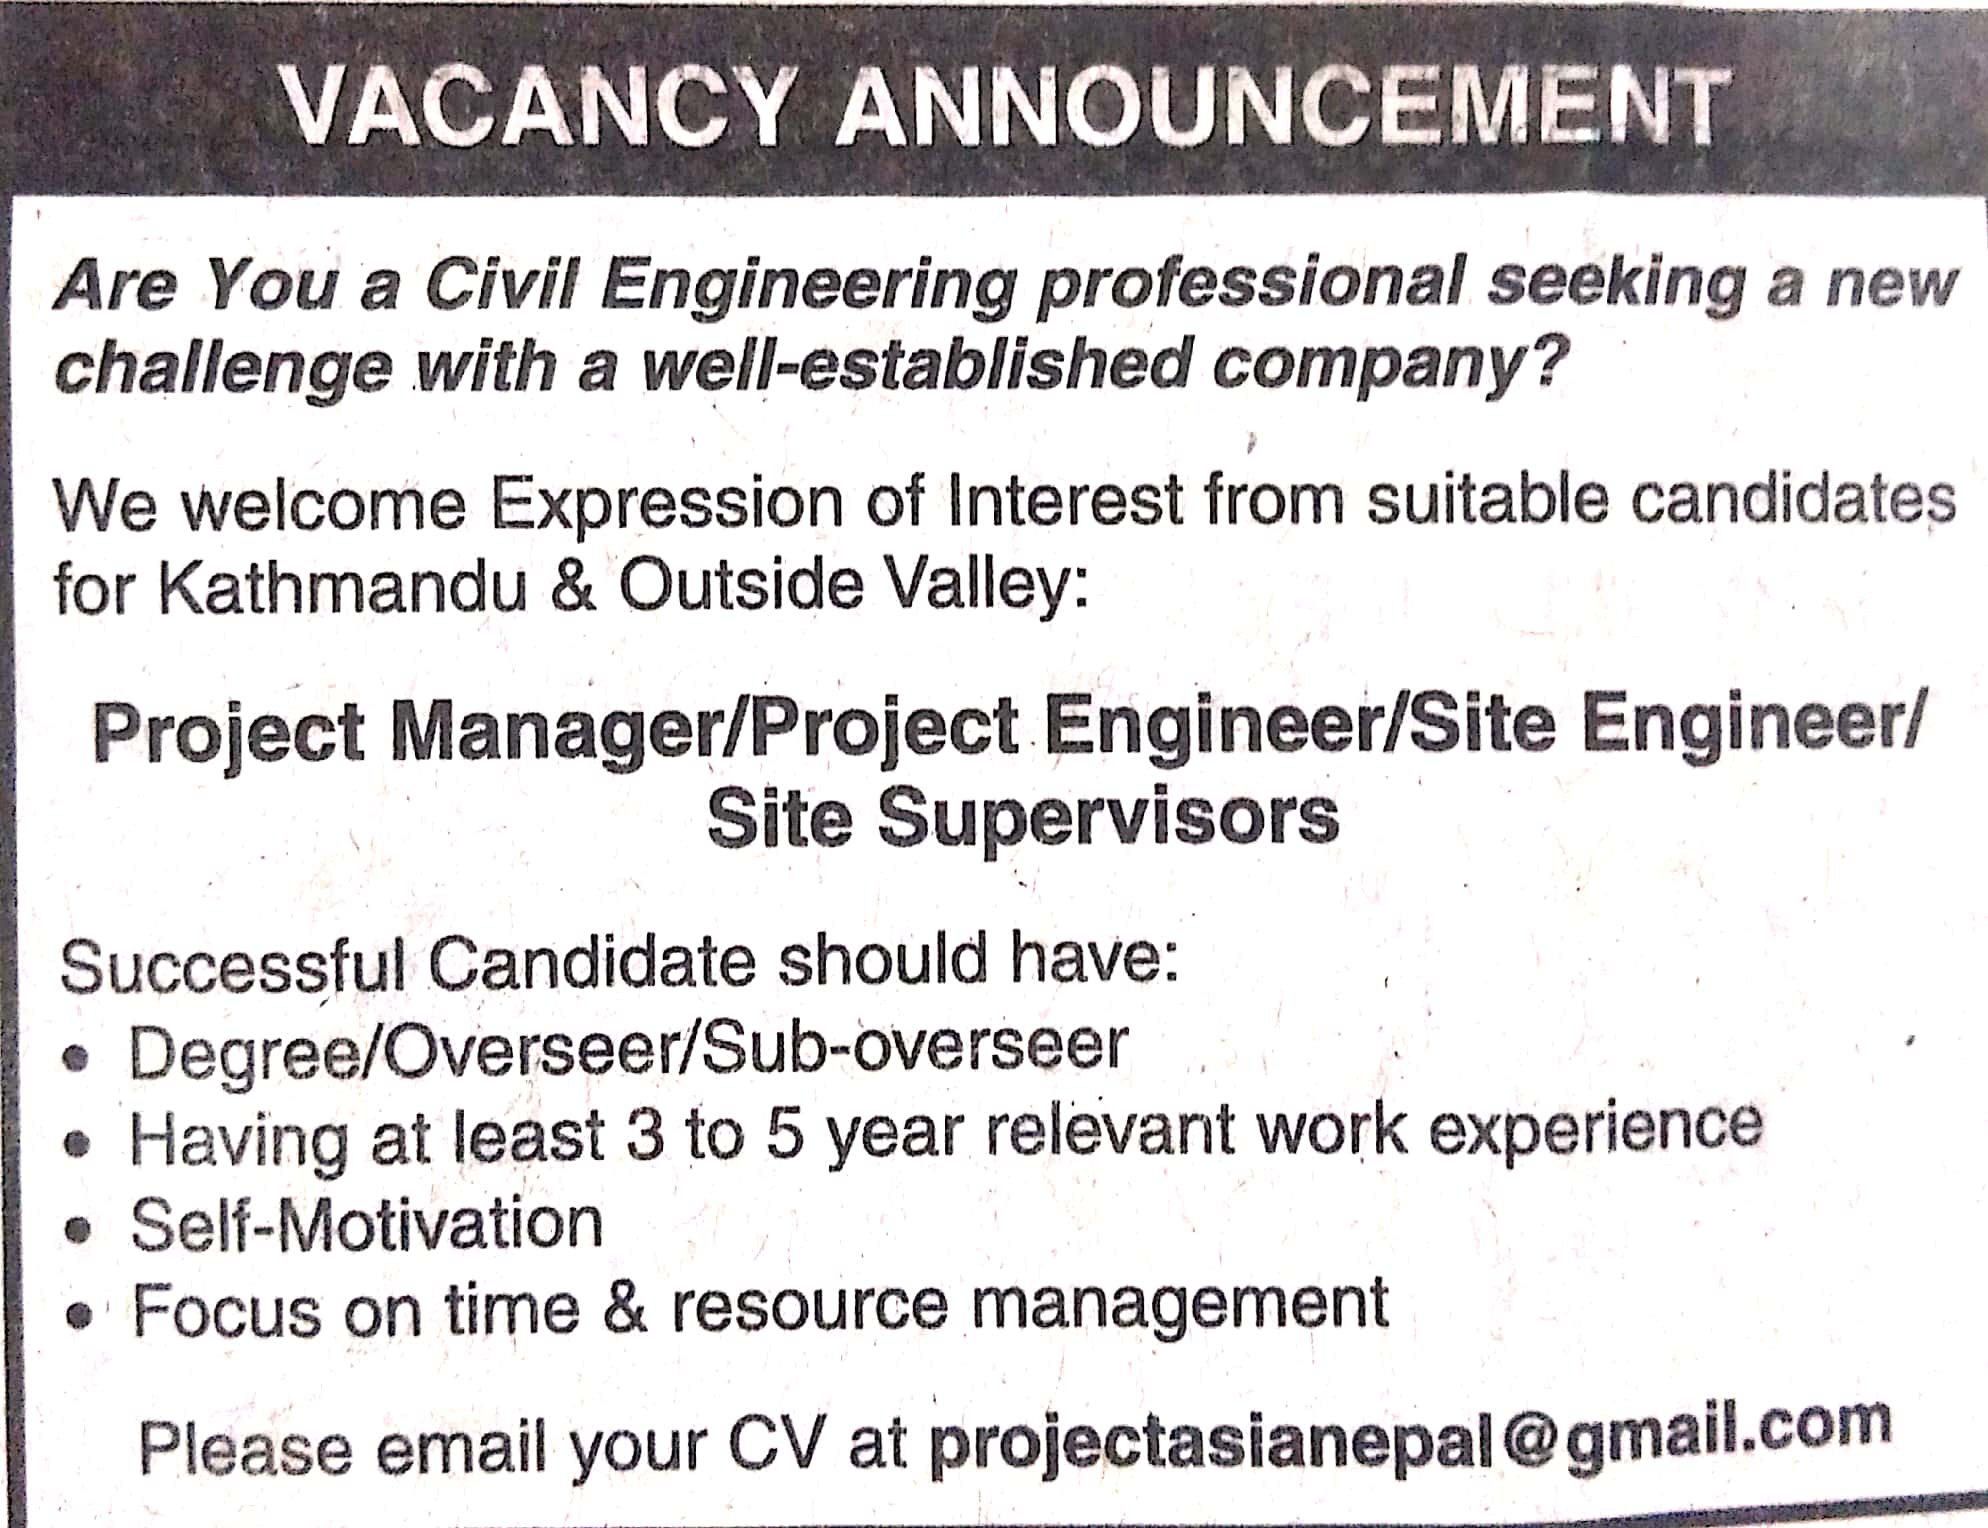 VACANCY ANNOUNCEMENT
Are You a Civil Engineering professional seeking a new
challenge with a well-established company?
We welcome Expression of Interest from suitable candidates
for Kathmandu & Outside Valley:
Project Manager/Project Engineer/Site Engineer/
Site Supervisors
Successful Candidate should have:
• Degree/Overseer/Sub-overseer
• Having at least 3 to 5 year relevant work experience
• Self-Motivation
• Focus on time & resource management
Please email your CV at projectasianepal@gmail.com